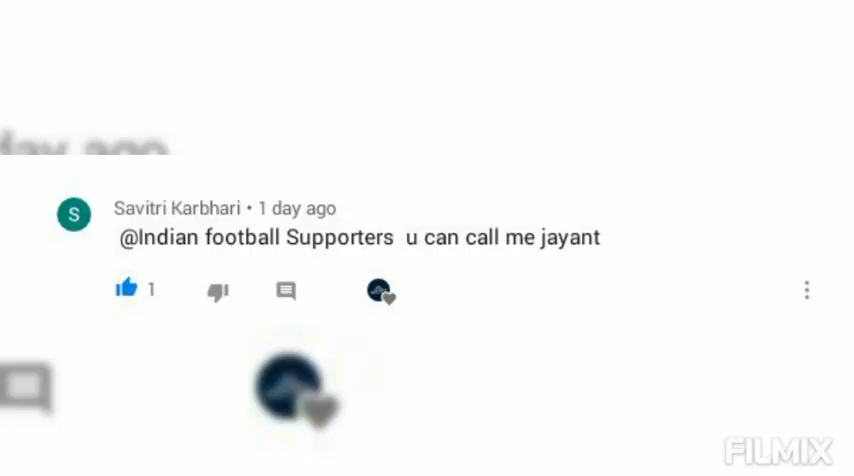 day ago
S
Savitri Karbhari • 1 day ago
@Indian football Supporters u can call me jayant
1
FILMIX